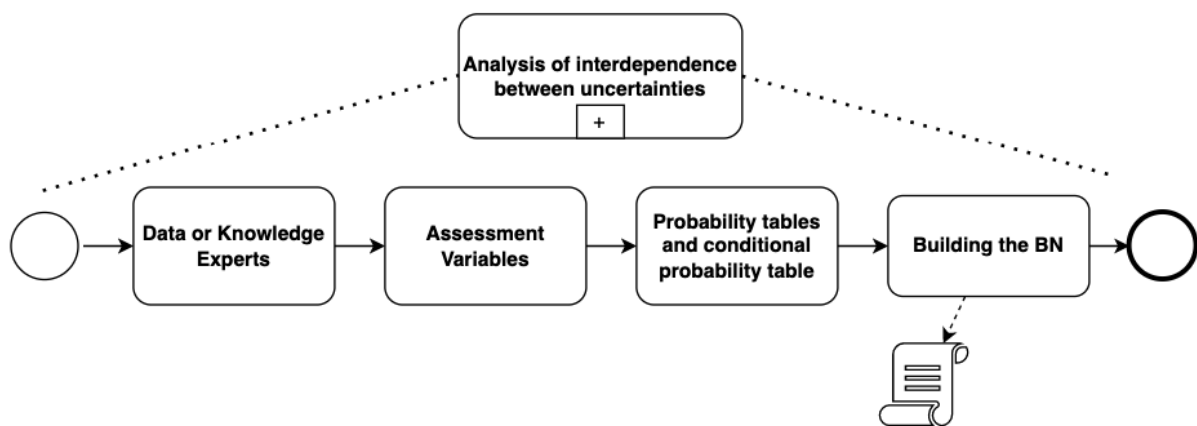 Analysis of interdependence
between uncertainties
+
Data or Knowledge
Experts
Assessment
Variables
Probability tables
and conditional
probability table
Building the BN